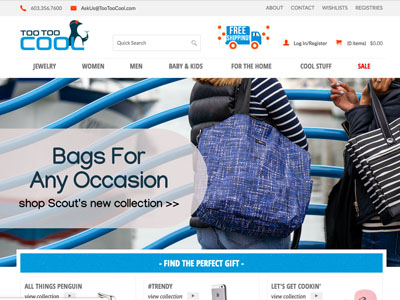 603.356.7600
AskUs@TooTooCool.com
ABOUT CONTACT WISHLISTS REGISTRIES
TOO TOO
COOL
Quick Search
FREE
SHIPPING!
Log In/Register
(0 items) $0.00
JEWELRY WOMEN MEN BABY & KIDS FOR THE HOME COOL STUFF SALE
Bags For
Any Occasion
shop Scout's new collection >>
- FIND THE PERFECT GIFT -
ALL THINGS PENGUIN
view collection
#TRENDY
view collection
LET'S GET COOKIN'
view collection